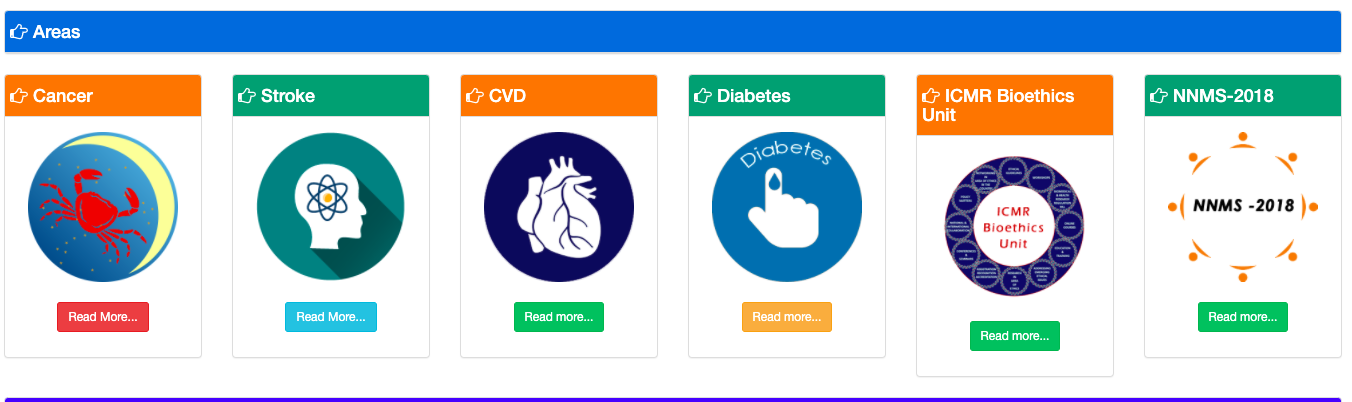 Areas
Cancer
Stroke
CVD
Diabetes
ICMR Bioethics
Unit
NNMS-2018
Diabetes
ICMR
Bioethics
Unit
NNMS -2018
Read More...
Read More...
Read more...
Read more...
Read more...
Read more...